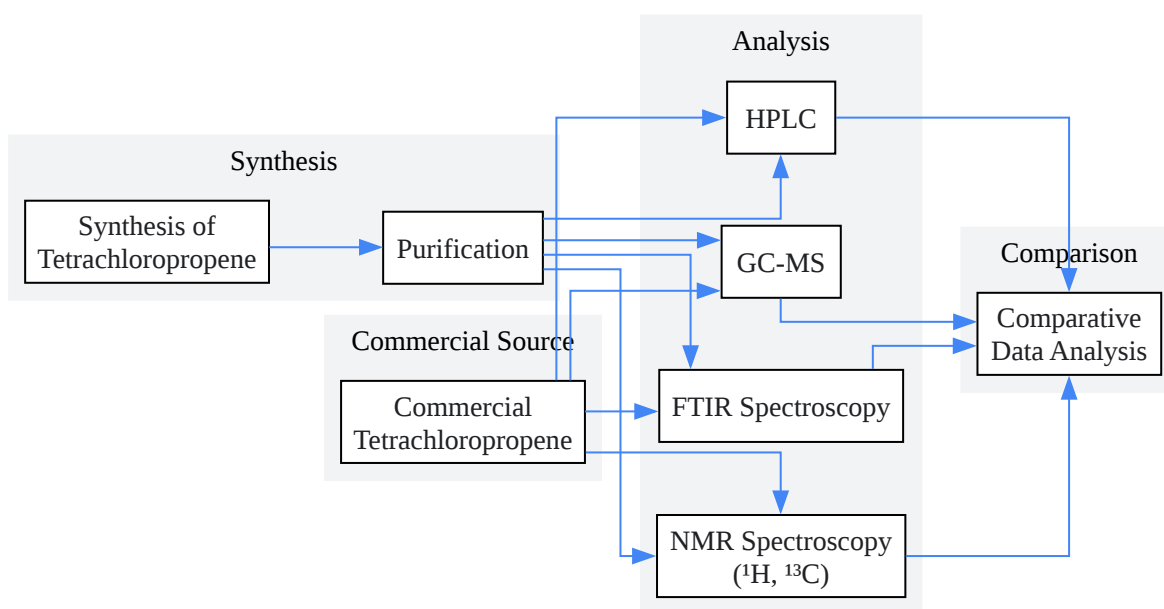 Synthesis
Synthesis of
Tetrachloropropene
Purification
Commercial Source
Commercial
Tetrachloropropene
Analysis
HPLC
GC-MS
FTIR Spectroscopy
NMR Spectroscopy
(¹H, ¹³C)
Comparison
Comparative
Data Analysis